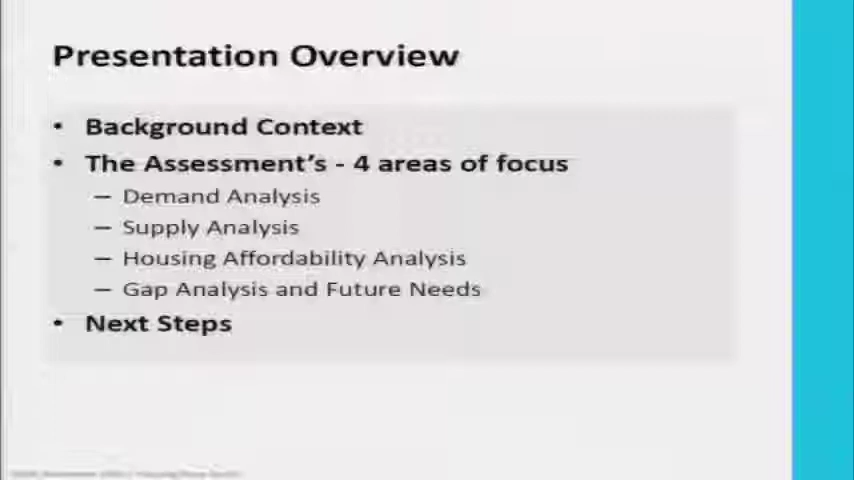 Presentation Overview
• Background Context
• The Assessment's - 4 areas of focus
– Demand Analysis
– Supply Analysis
– Housing Affordability Analysis
– Gap Analysis and Future Needs
• Next Steps